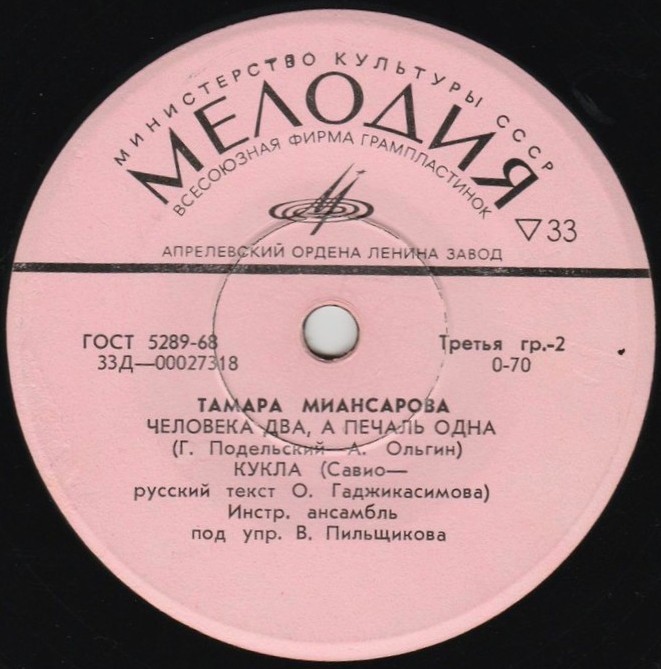 МИНИСТЕРСТВО КУЛЬТУРЫ СССР
МЕЛОДИЯ
ВСЕСОЮЗНАЯ ФИРМА ГРАМПЛАСТИНОК
▽33
АПРЕЛЕВСКИЙ ОРДЕНА ЛЕНИНА ЗАВОД
ГОСТ 5289-68 Третья гр.-2
33Д—00027318 0-70
ТАМАРА МИАНСАРОВА
ЧЕЛОВЕКА ДВА, А ПЕЧАЛЬ ОДНА
(Г. Подельский— А. Ольгин)
КУКЛА (Савио—
русский текст О. Гаджикасимова)
Инстр. ансамбль
под упр. В. Пильщикова